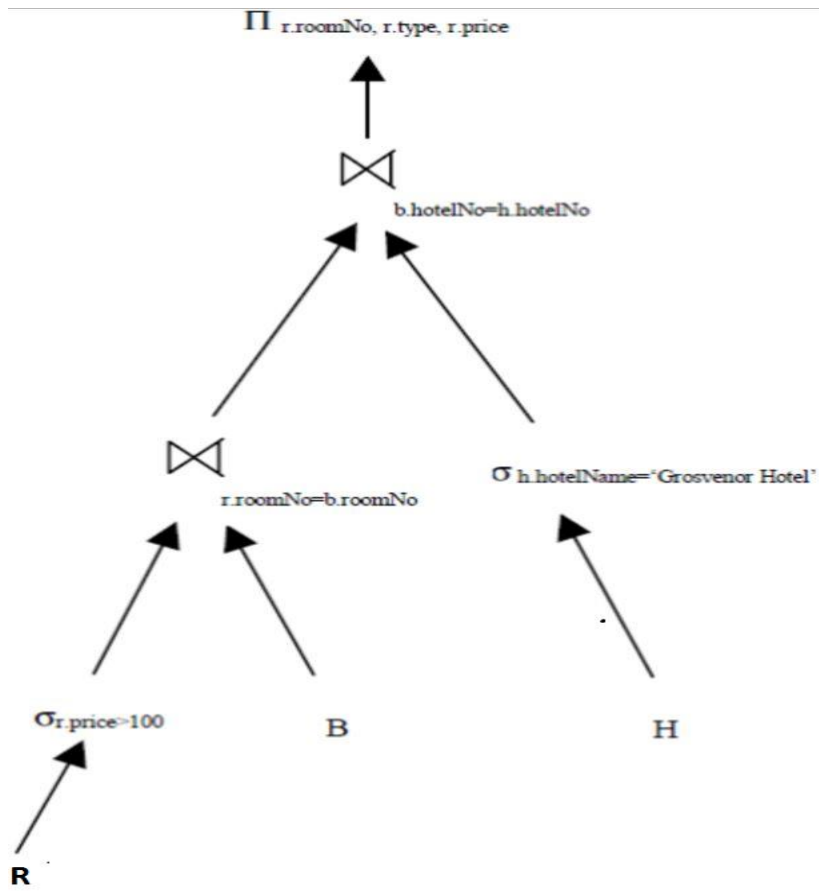 Π r.roomNo, r.type, r.price
b.hotelNo=h.hotelNo
σ h.hotelName=‘Grosvenor Hotel’
r.roomNo=b.roomNo
σr.price>100
B
H
R